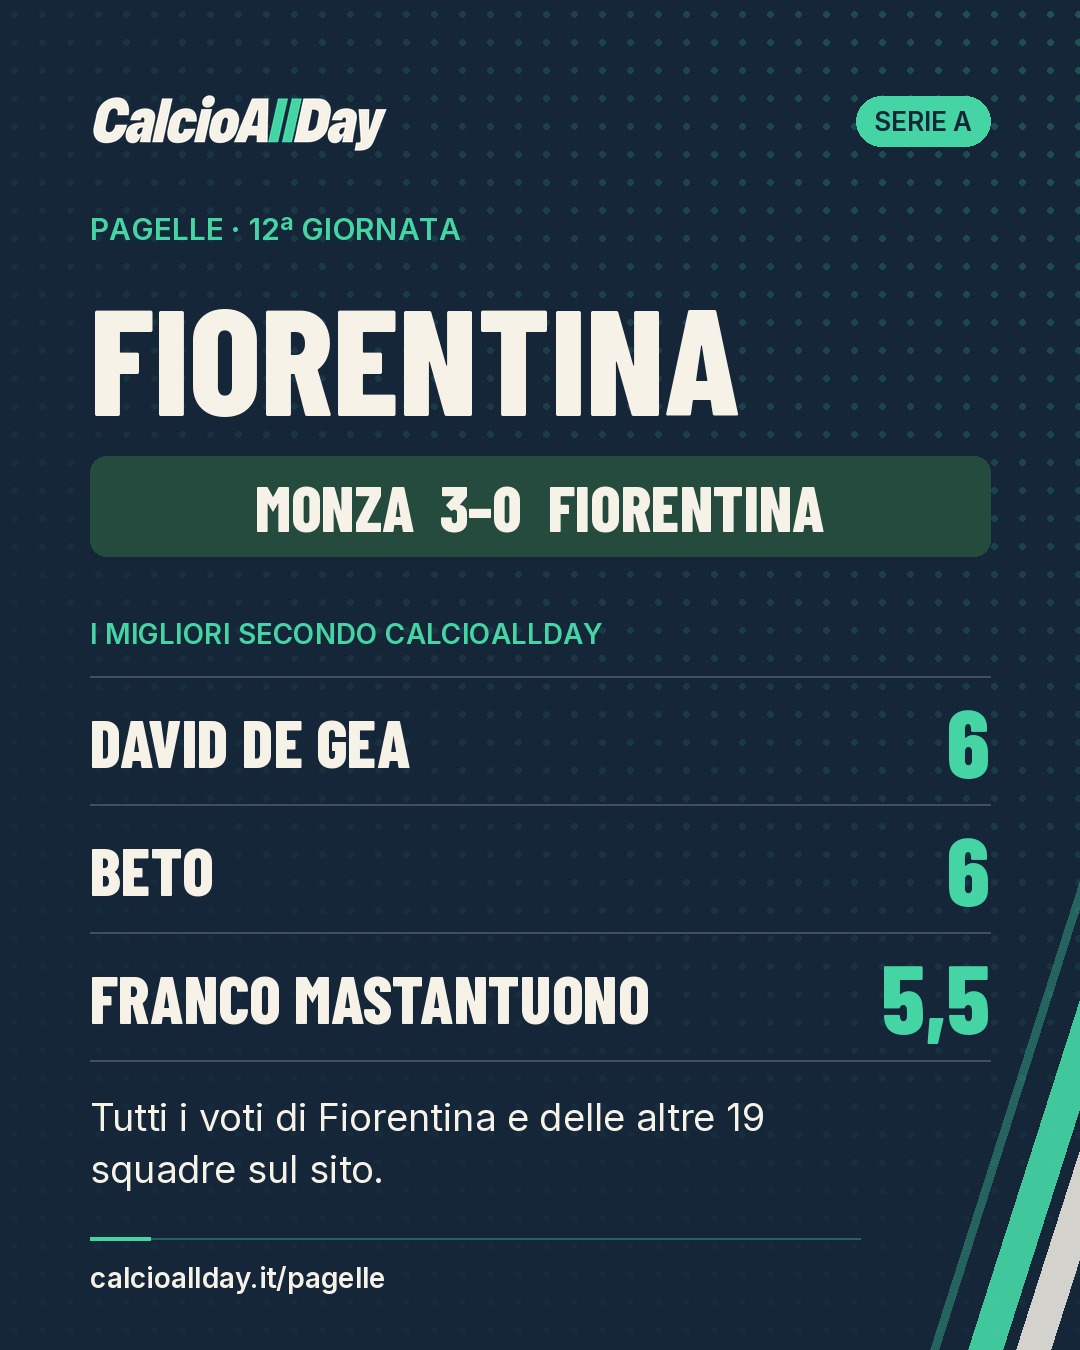 CalcioAllDay
SERIE A
PAGELLE · 12ª GIORNATA
FIORENTINA
MONZA 3–0 FIORENTINA
I MIGLIORI SECONDO CALCIOALLDAY
DAVID DE GEA 6
BETO 6
FRANCO MASTANTUONO 5,5
Tutti i voti di Fiorentina e delle altre 19
squadre sul sito.
calcioallday.it/pagelle